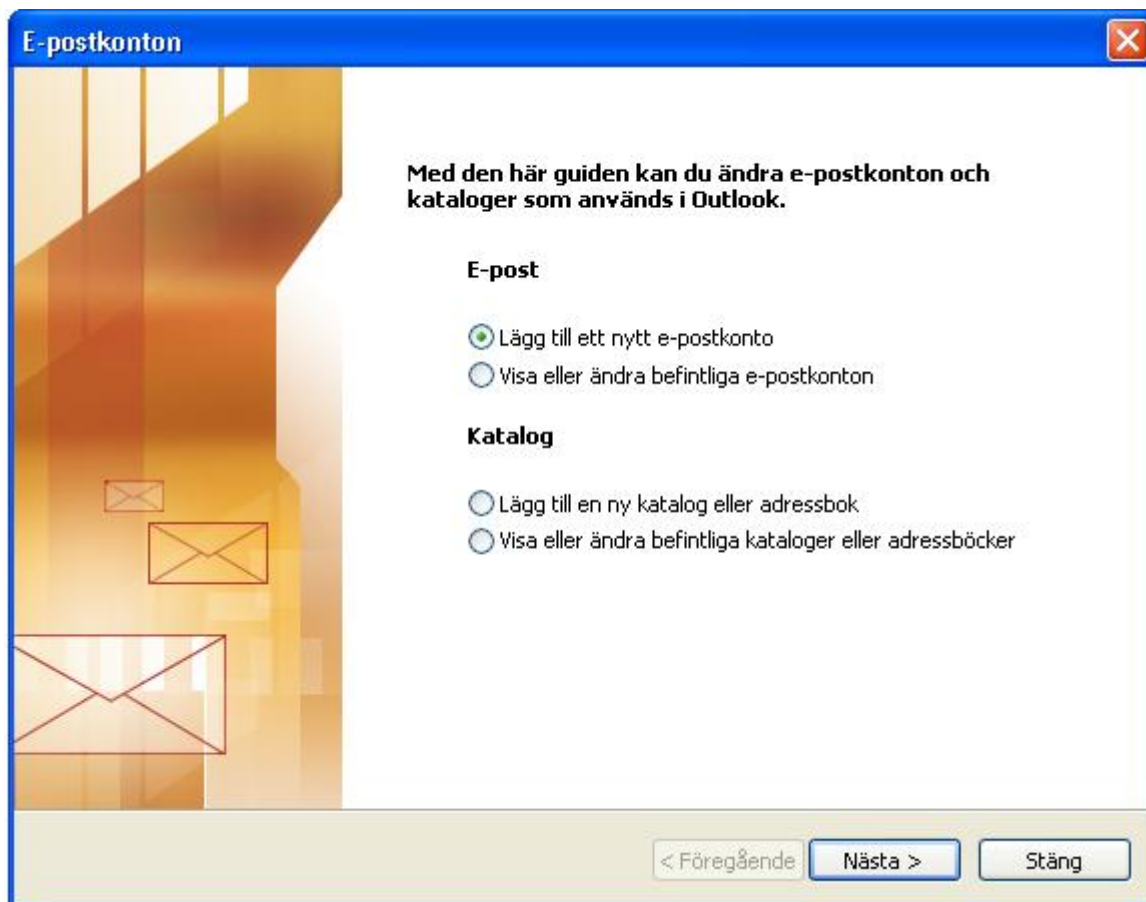 E-postkonton
Med den här guiden kan du ändra e-postkonton och
kataloger som används i Outlook.
E-post
Lägg till ett nytt e-postkonto
Visa eller ändra befintliga e-postkonton
Katalog
Lägg till en ny katalog eller adressbok
Visa eller ändra befintliga kataloger eller adressböcker
< Föregående
Nästa >
Stäng